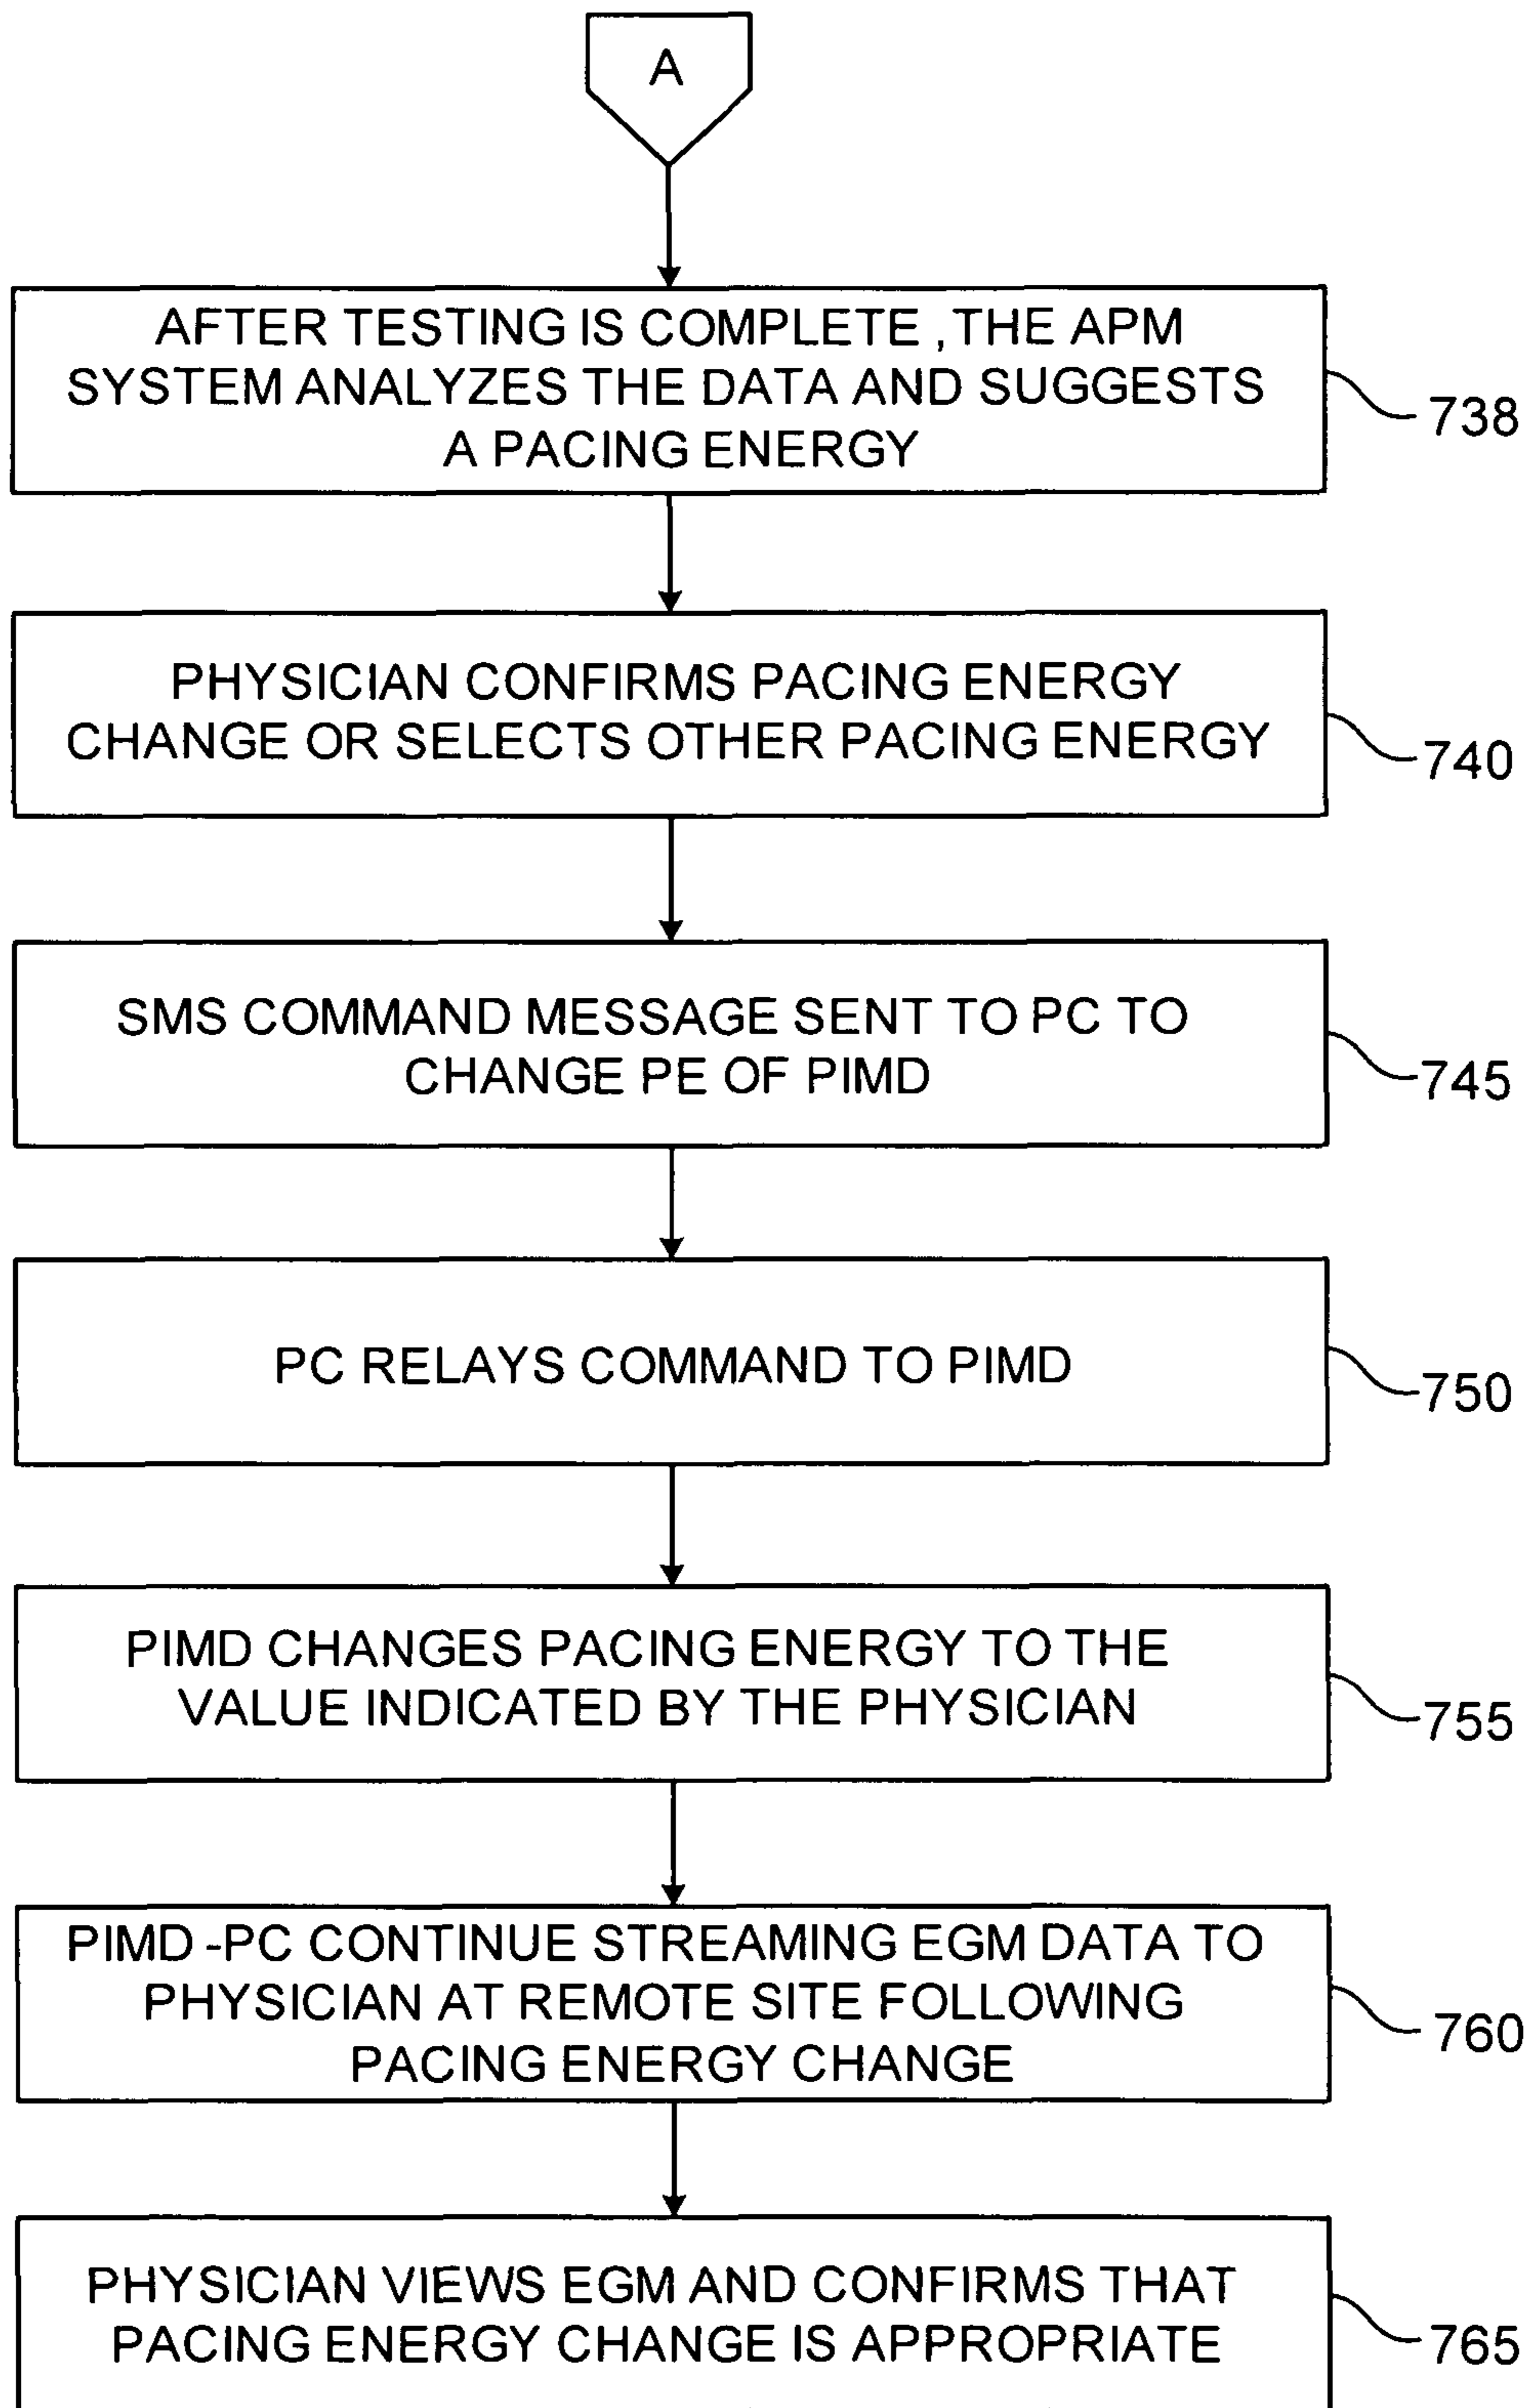 A
AFTER TESTING IS COMPLETE , THE APM
SYSTEM ANALYZES THE DATA AND SUGGESTS
A PACING ENERGY
738
PHYSICIAN CONFIRMS PACING ENERGY
CHANGE OR SELECTS OTHER PACING ENERGY
740
SMS COMMAND MESSAGE SENT TO PC TO
CHANGE PE OF PIMD
745
PC RELAYS COMMAND TO PIMD
750
PIMD CHANGES PACING ENERGY TO THE
VALUE INDICATED BY THE PHYSICIAN
755
PIMD -PC CONTINUE STREAMING EGM DATA TO
PHYSICIAN AT REMOTE SITE FOLLOWING
PACING ENERGY CHANGE
760
PHYSICIAN VIEWS EGM AND CONFIRMS THAT
PACING ENERGY CHANGE IS APPROPRIATE
765